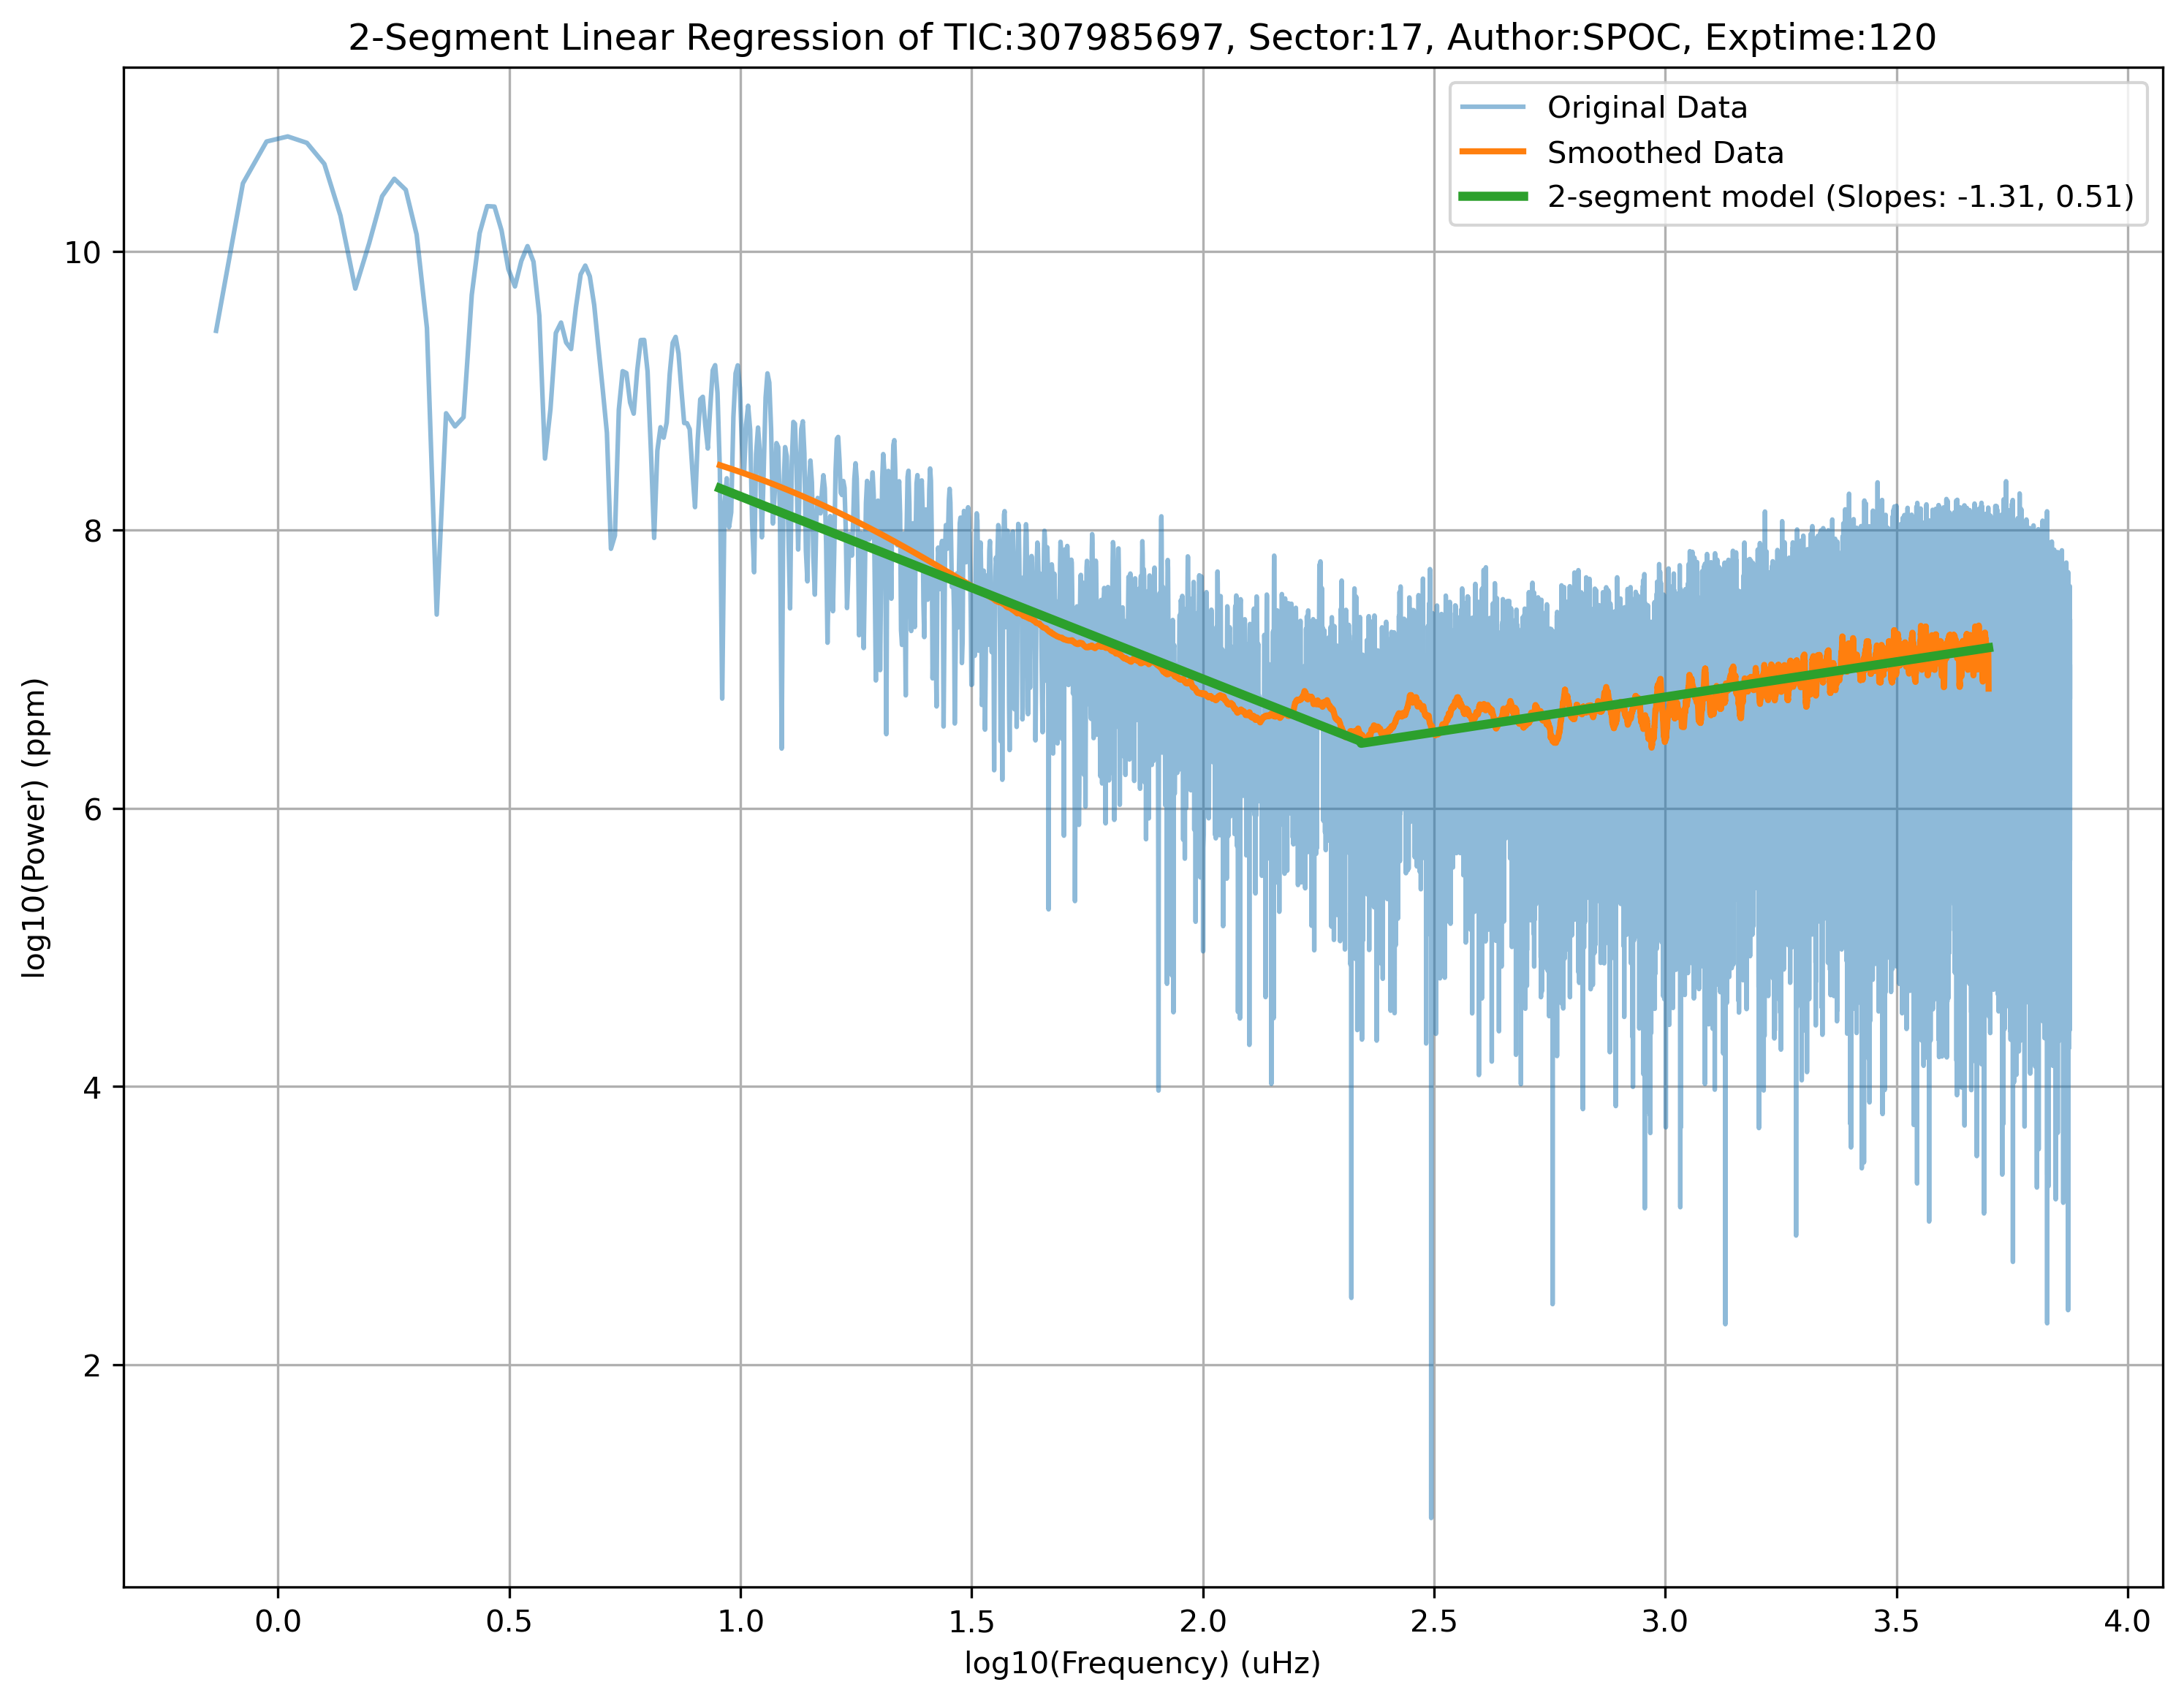 2-Segment Linear Regression of TIC:307985697, Sector:17, Author:SPOC, Exptime:120
Original Data
Smoothed Data
2-segment model (Slopes: -1.31, 0.51)
log10(Power) (ppm)
10
8
6
4
2
0.0 0.5 1.0 1.5 2.0 2.5 3.0 3.5 4.0
log10(Frequency) (uHz)